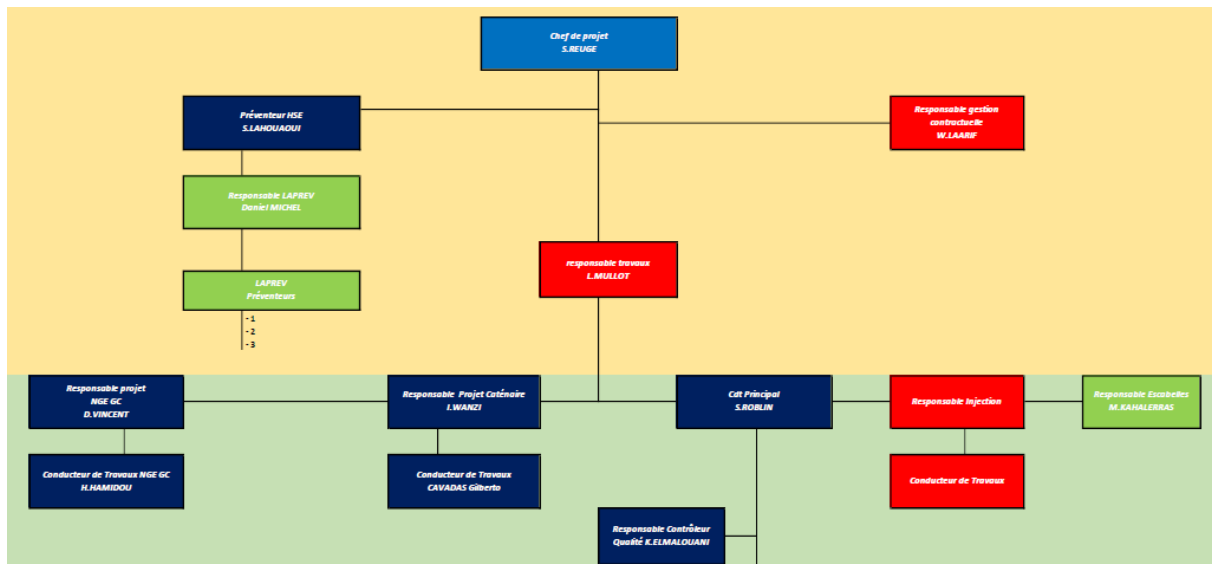 Chef de projet
S.REUGE
Préventeur HSE
S.LAHOUAOUI
Responsable gestion
contractuelle
W.LAARIF
Responsable LAPREV
Daniel MICHEL
responsable travaux
L.MULLOT
LAPREV
Préventeurs
- 1
- 2
- 3
Responsable projet
NGE GC
D.VINCENT
Responsable Projet Caténaire
I.WANZI
Cdt Principal
S.ROBLIN
Responsable Injection
Responsable Escabelles
M.KAHALERRAS
Conducteur de Travaux NGE GC
H.HAMIDOU
Conducteur de Travaux
CAVADAS Gilberto
Conducteur de Travaux
Responsable Contrôleur
Qualité K.ELMALOUANI